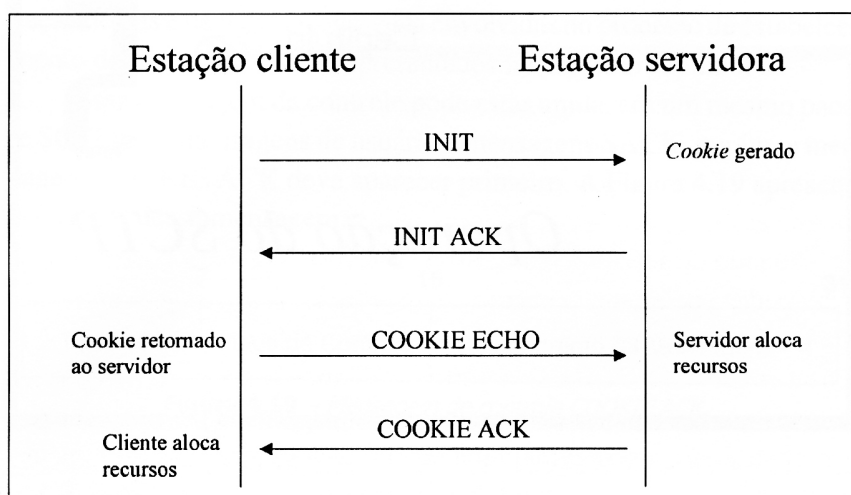 Estação cliente
Estação servidora
INIT
Cookie gerado
INIT ACK
Cookie retornado
ao servidor
COOKIE ECHO
Servidor aloca
recursos
COOKIE ACK
Cliente aloca
recursos